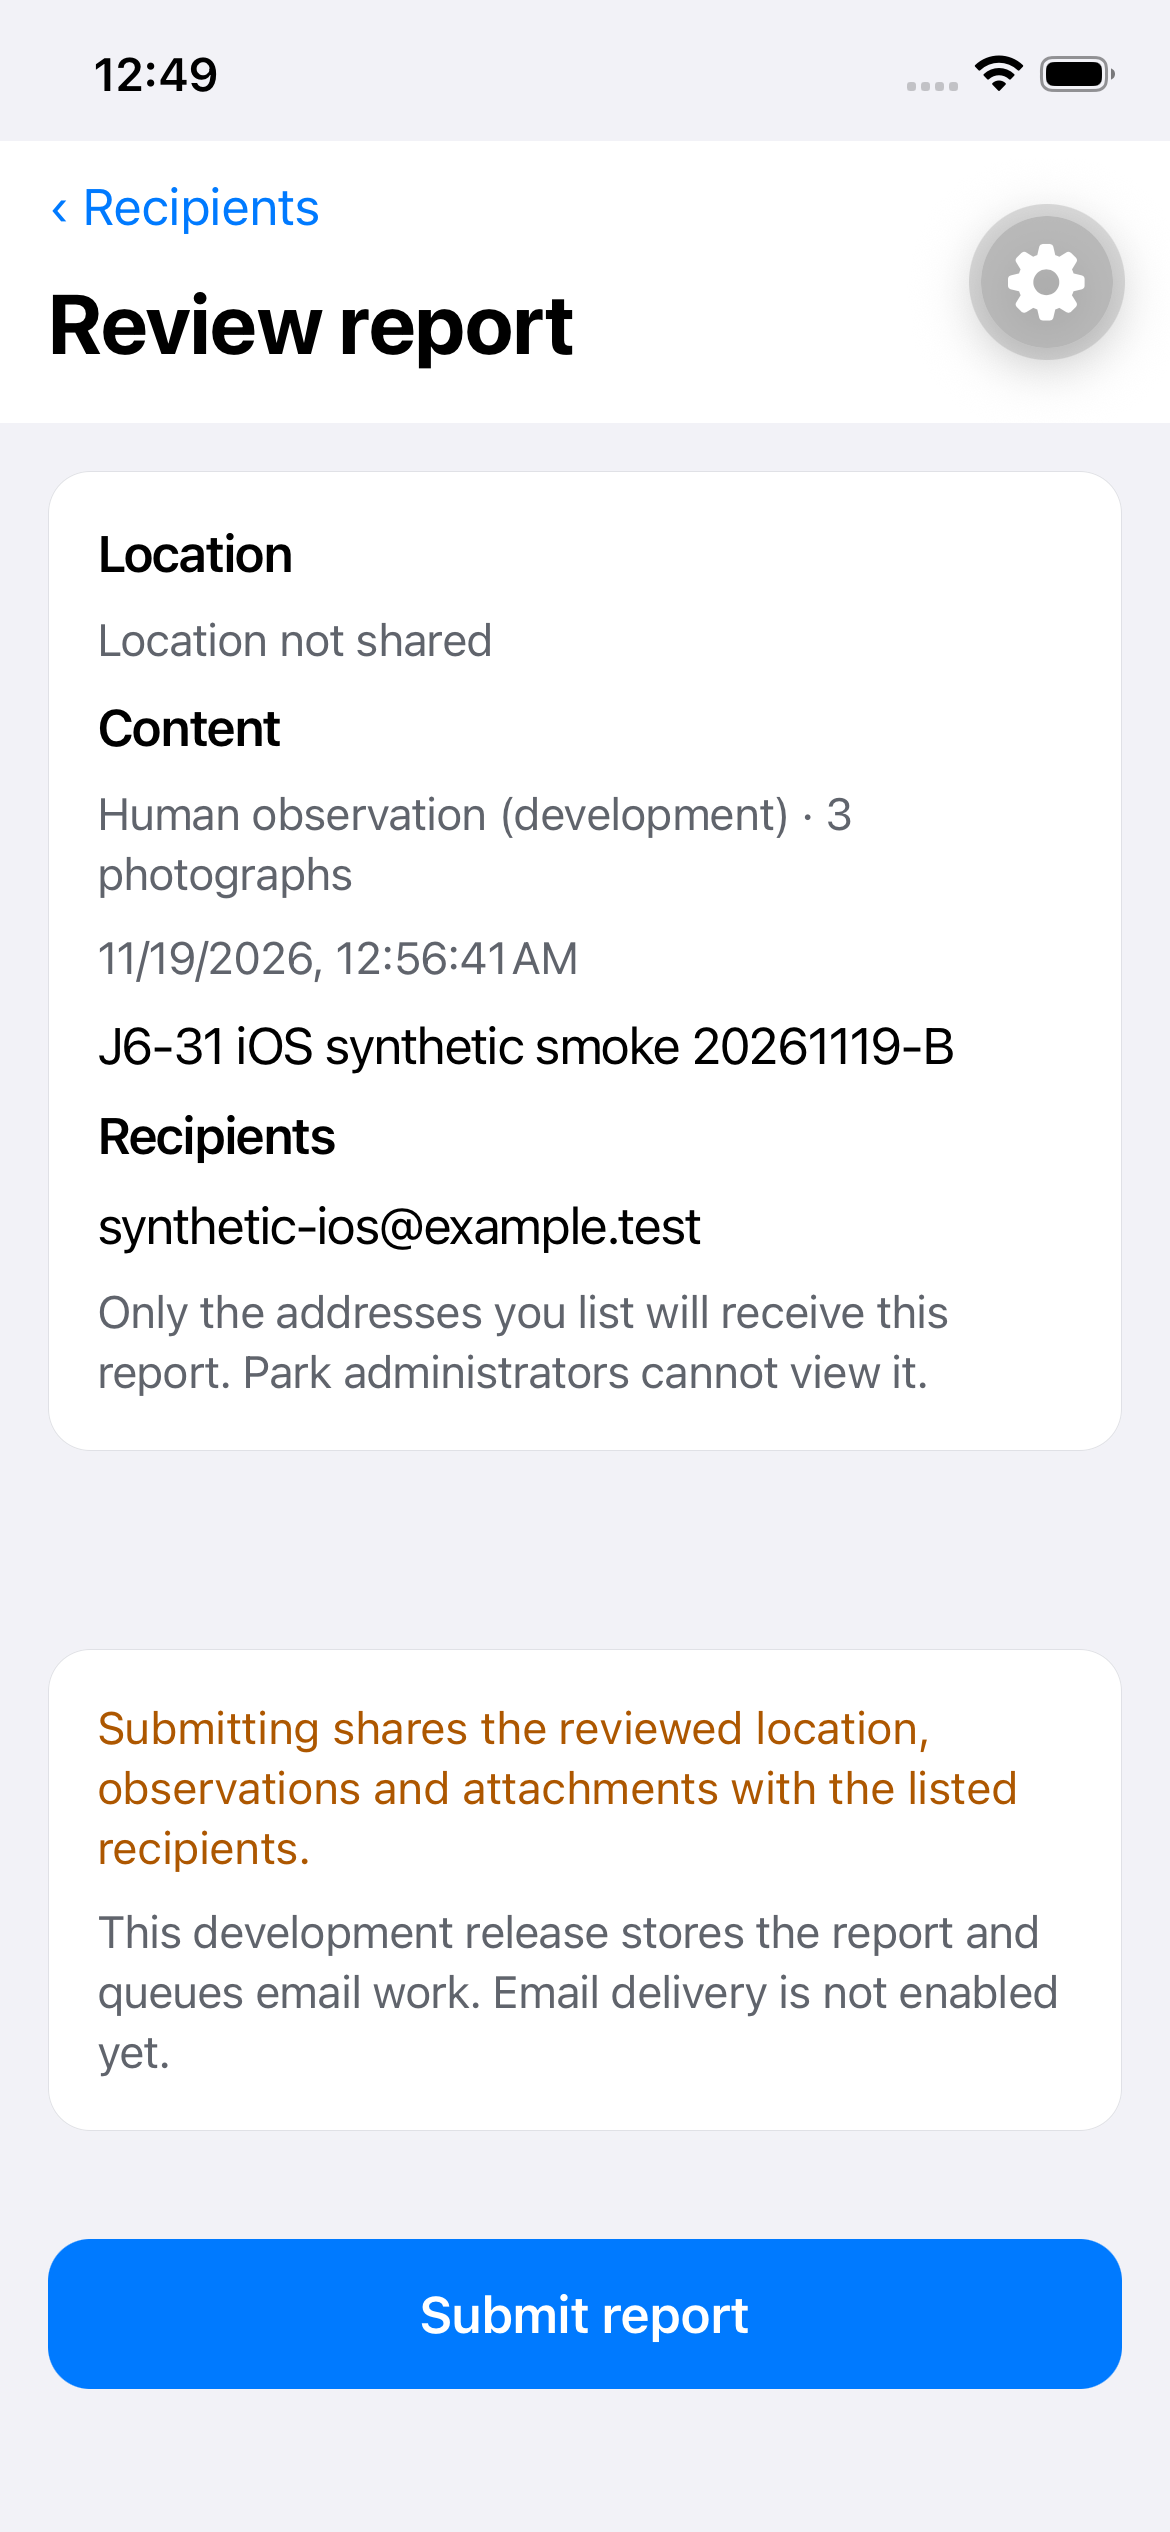 12:49
‹ Recipients
Review report
Location
Location not shared
Content
Human observation (development) · 3
photographs
11/19/2026, 12:56:41 AM
J6-31 iOS synthetic smoke 20261119-B
Recipients
synthetic-ios@example.test
Only the addresses you list will receive this
report. Park administrators cannot view it.
Submitting shares the reviewed location,
observations and attachments with the listed
recipients.
This development release stores the report and
queues email work. Email delivery is not enabled
yet.
Submit report